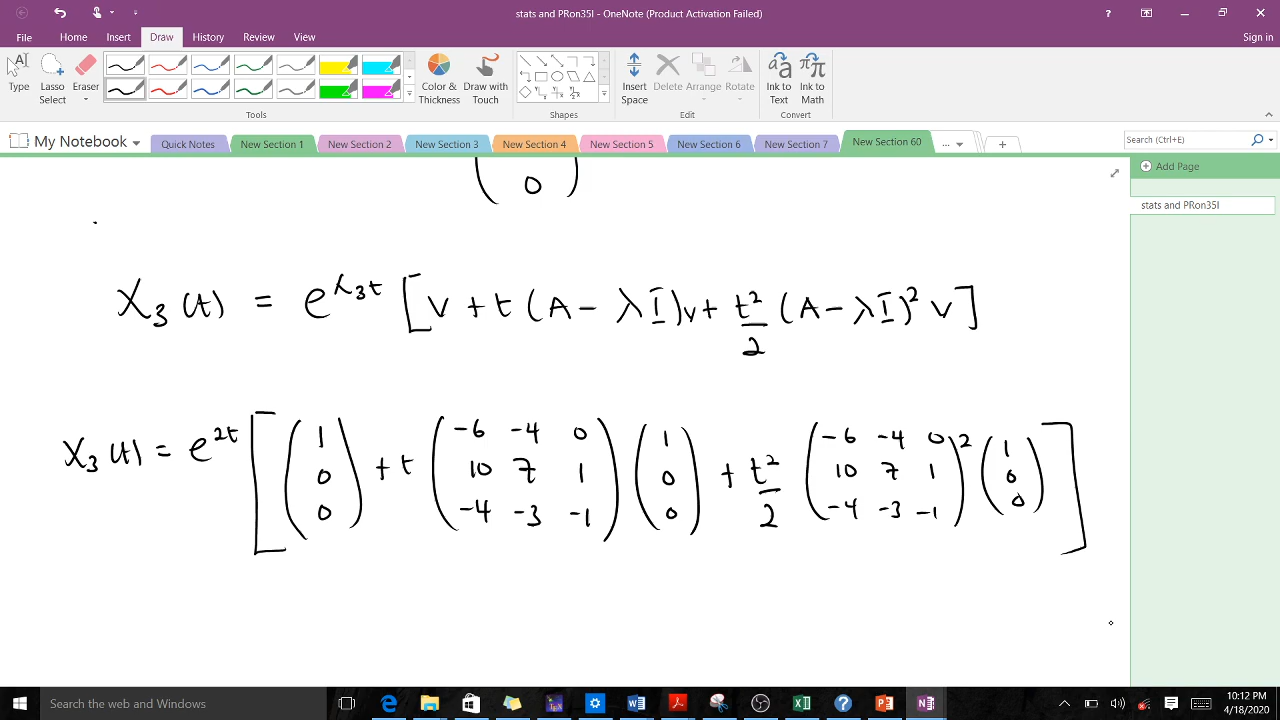 stats and PRon35l - OneNote (Product Activation Failed)
File Home Insert Draw History Review View Sign in
Type
Lasso Select
Eraser
Color & Thickness
Draw with Touch
Insert Space
Delete Arrange Rotate
Ink to Text
Ink to Math
Tools Shapes Edit Convert
My Notebook Quick Notes New Section 1 New Section 2 New Section 3 New Section 4 New Section 5 New Section 6 New Section 7 New Section 60 ... + Search (Ctrl+E)
Add Page
stats and PRon35l
( 0 )
X₃(t) = e^{λ₃t} [ V + t (A − λI)v + t²/2 (A − λI)² V ]
X₃(t) = e^{2t} [ (1 0 0) + t (-6 -4 0
10 7 1
-4 -3 -1) (1 0 0) + t²/2 (-6 -4 0
10 7 1
-4 -3 -1)² (1 0 0) ]
Search the web and Windows
10:12 PM
4/18/2020